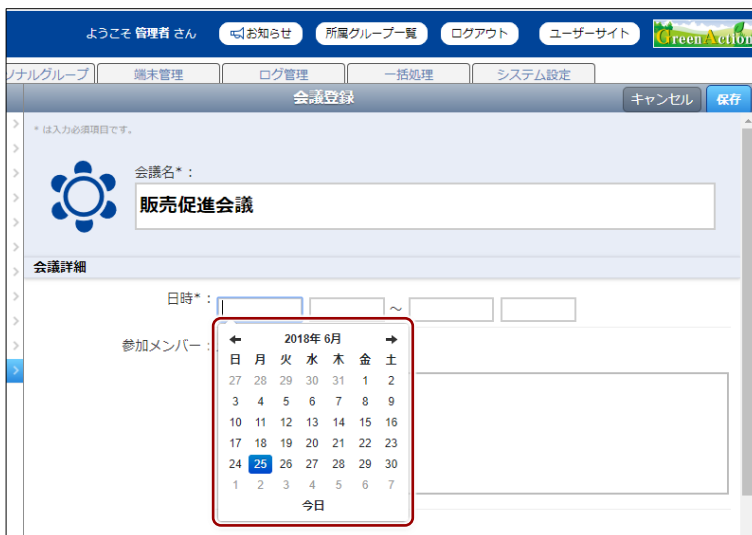 ようこそ 管理者 さん お知らせ 所属グループ一覧 ログアウト ユーザーサイト GreenAction
ソナルグループ 端末管理 ログ管理 一括処理 システム設定
会議登録 キャンセル 保存
* は入力必須項目です。
会議名* :
販売促進会議
会議詳細
日時* : ~
参加メンバー :
2018年 6月
日 月 火 水 木 金 土
27 28 29 30 31 1 2
3 4 5 6 7 8 9
10 11 12 13 14 15 16
17 18 19 20 21 22 23
24 25 26 27 28 29 30
1 2 3 4 5 6 7
今日